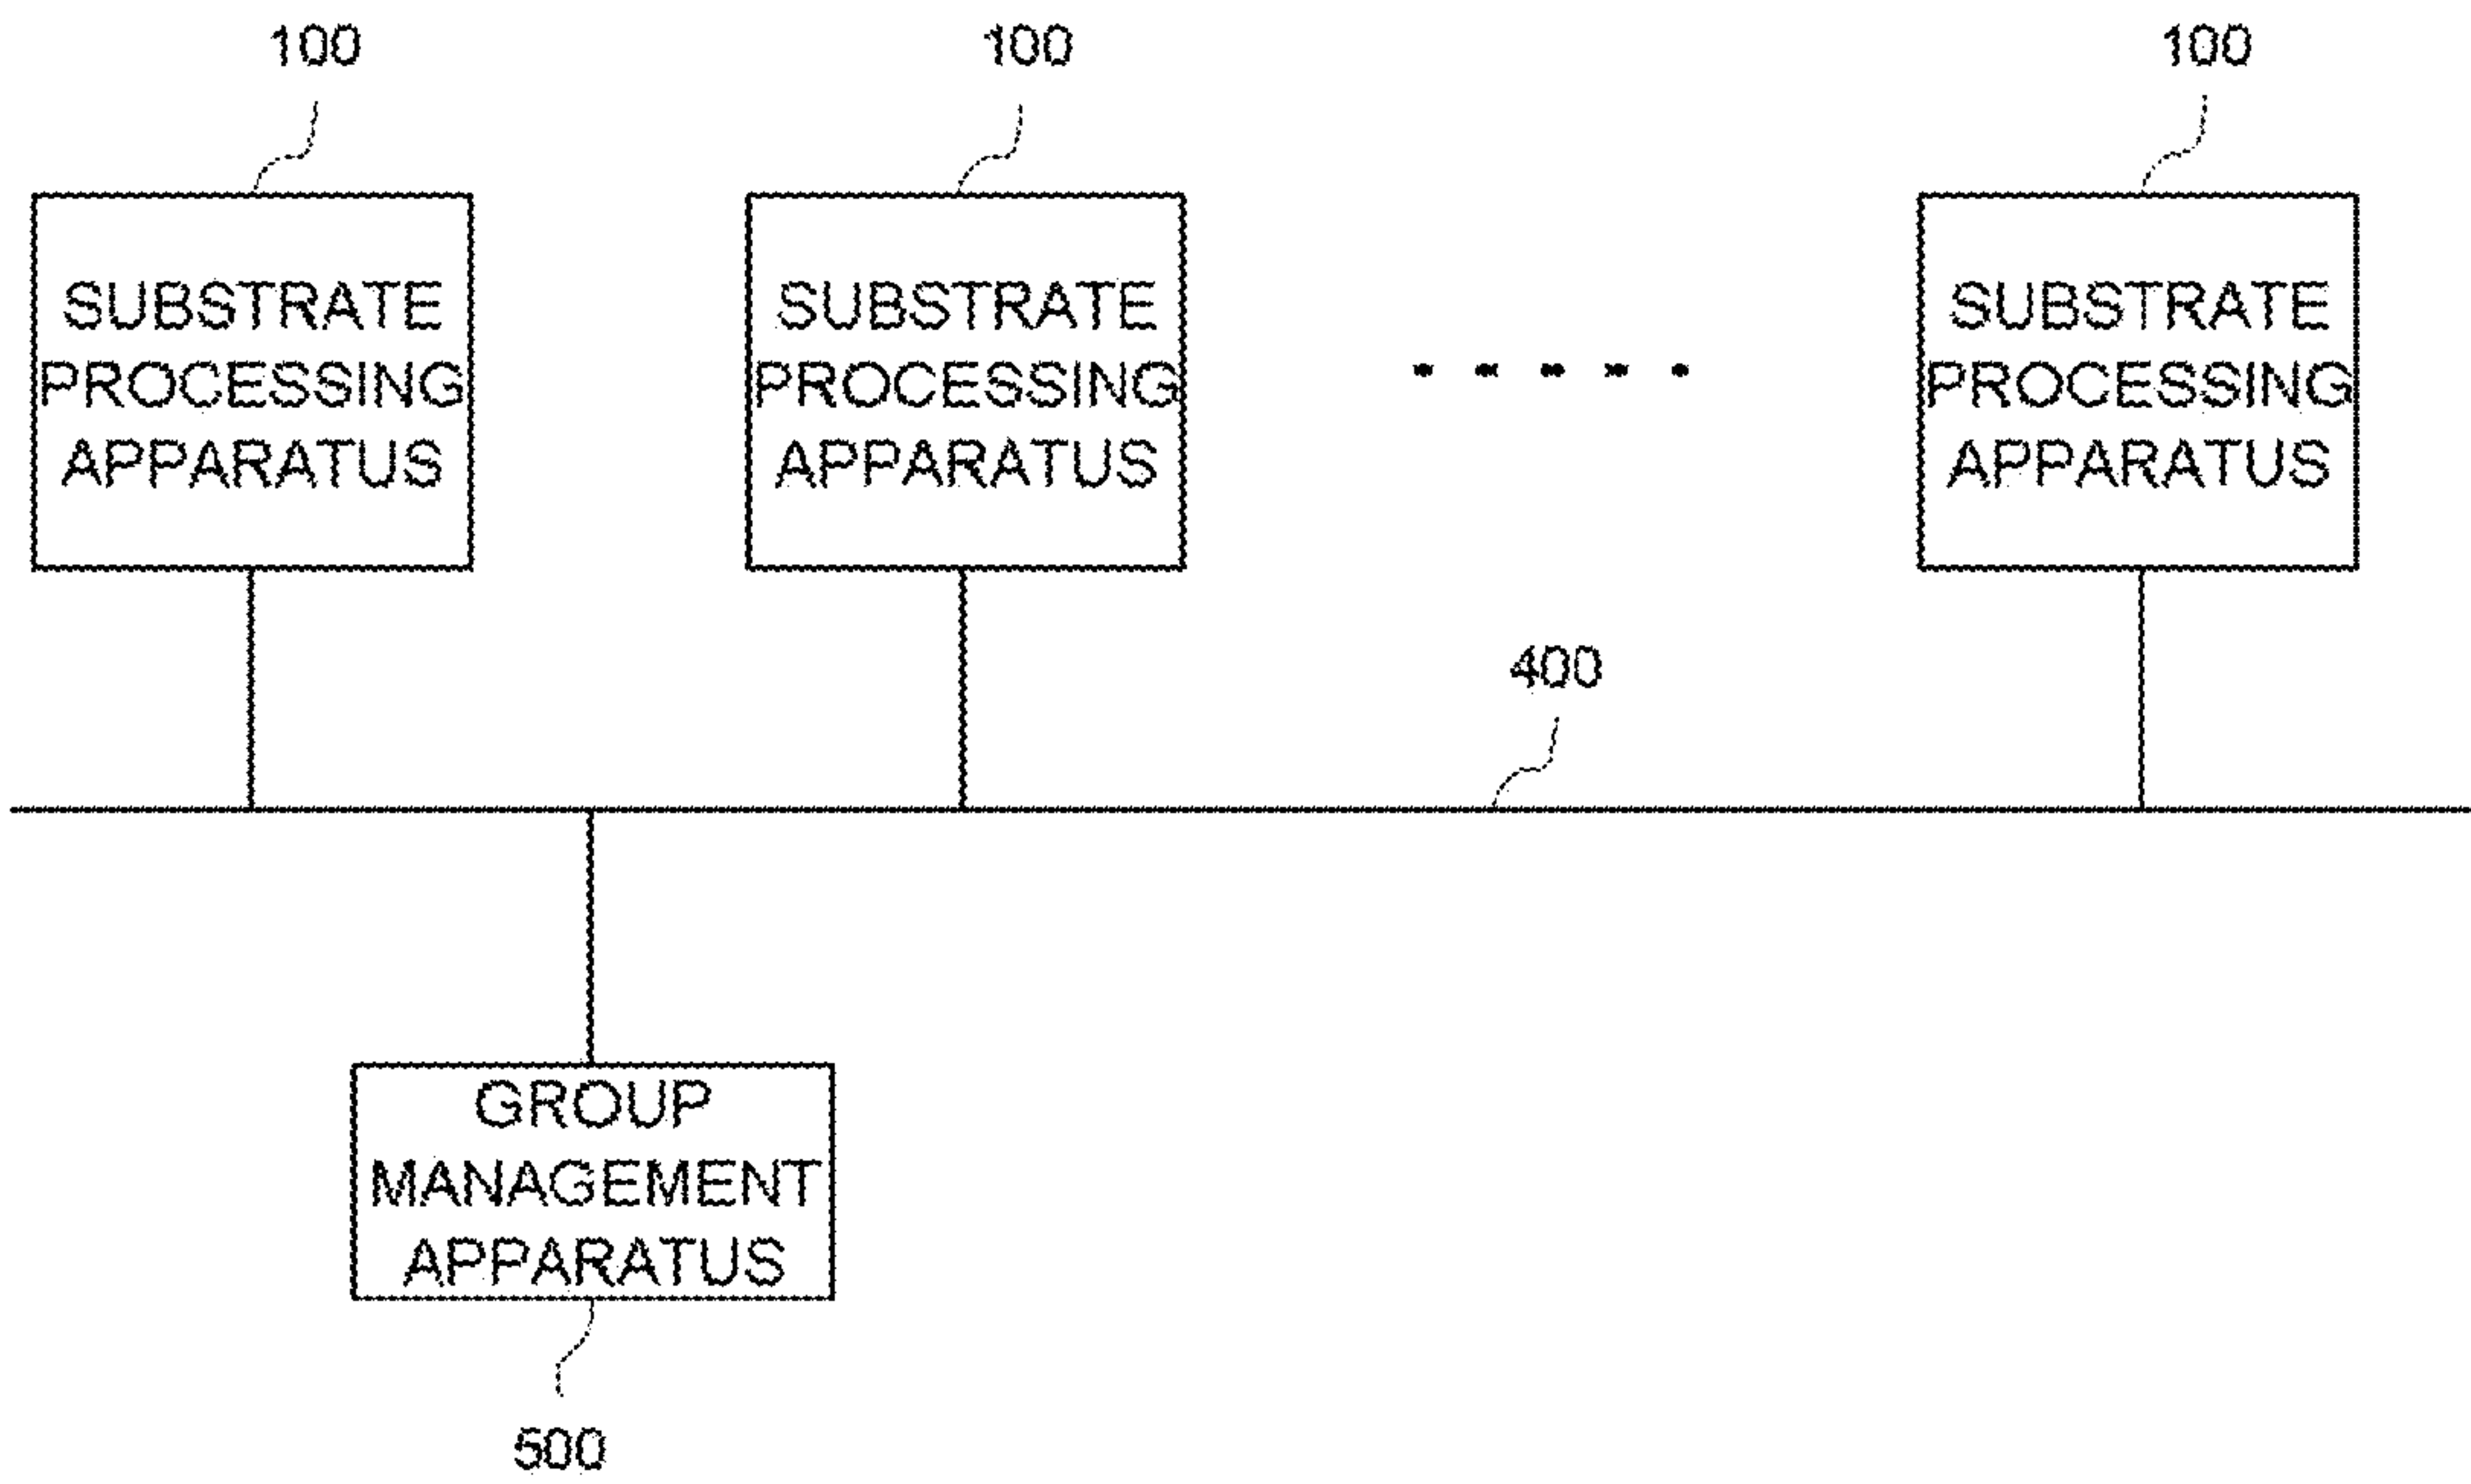 100 100 100
SUBSTRATE SUBSTRATE SUBSTRATE
PROCESSING PROCESSING PROCESSING
APPARATUS APPARATUS APPARATUS
400
GROUP
MANAGEMENT
APPARATUS
500